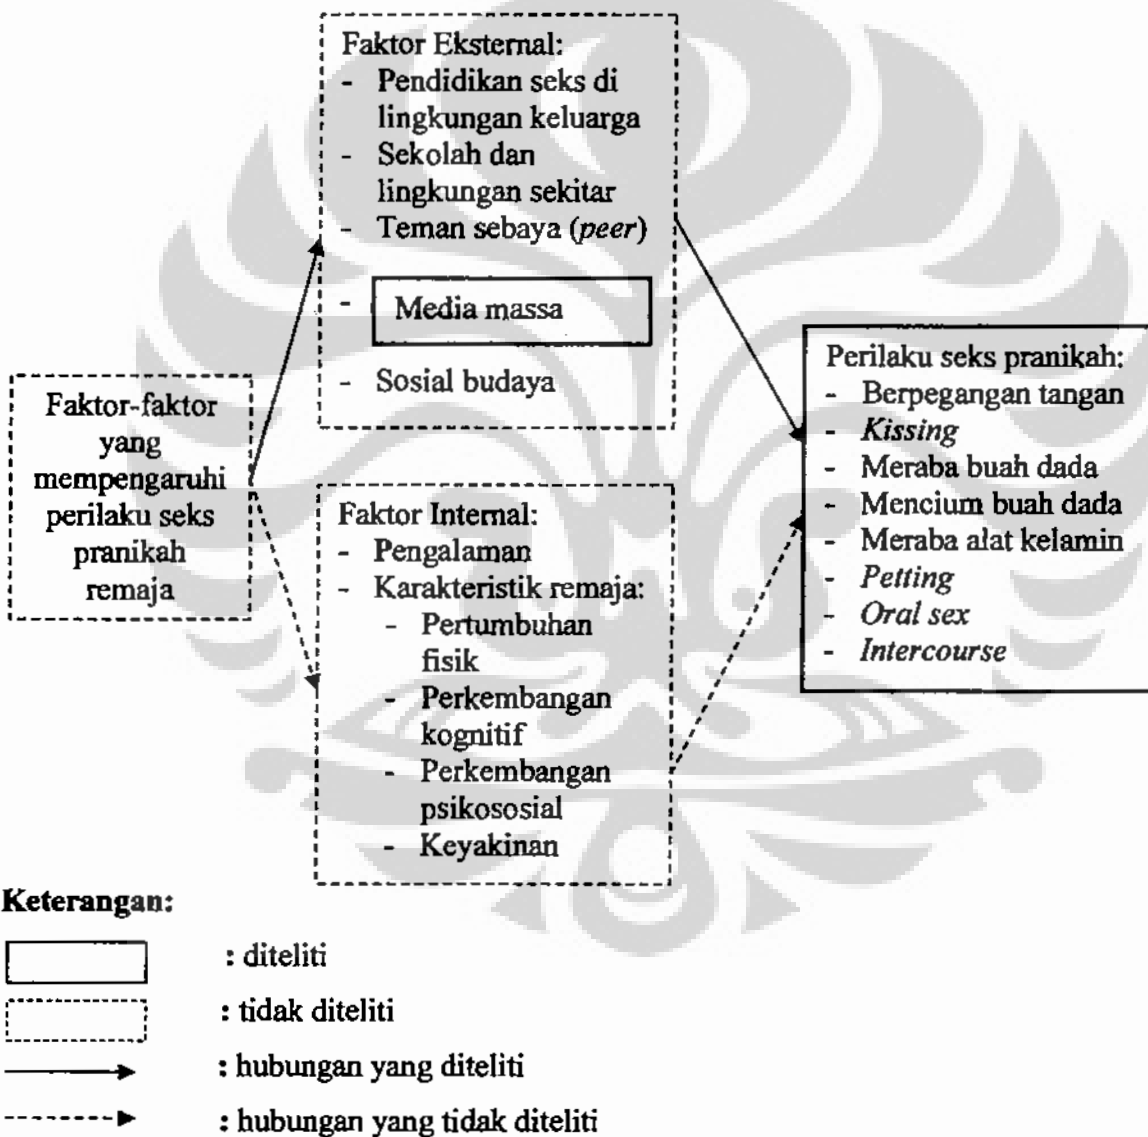 Faktor Eksternal:
- Pendidikan seks di
lingkungan keluarga
- Sekolah dan
lingkungan sekitar
- Teman sebaya (peer)
- Media massa
- Sosial budaya
Faktor-faktor
yang
mempengaruhi
perilaku seks
pranikah
remaja
Faktor Internal:
- Pengalaman
- Karakteristik remaja:
- Pertumbuhan
fisik
- Perkembangan
kognitif
- Perkembangan
psikososial
- Keyakinan
Perilaku seks pranikah:
- Berpegangan tangan
- Kissing
- Meraba buah dada
- Mencium buah dada
- Meraba alat kelamin
- Petting
- Oral sex
- Intercourse
Keterangan:
: diteliti
: tidak diteliti
: hubungan yang diteliti
: hubungan yang tidak diteliti